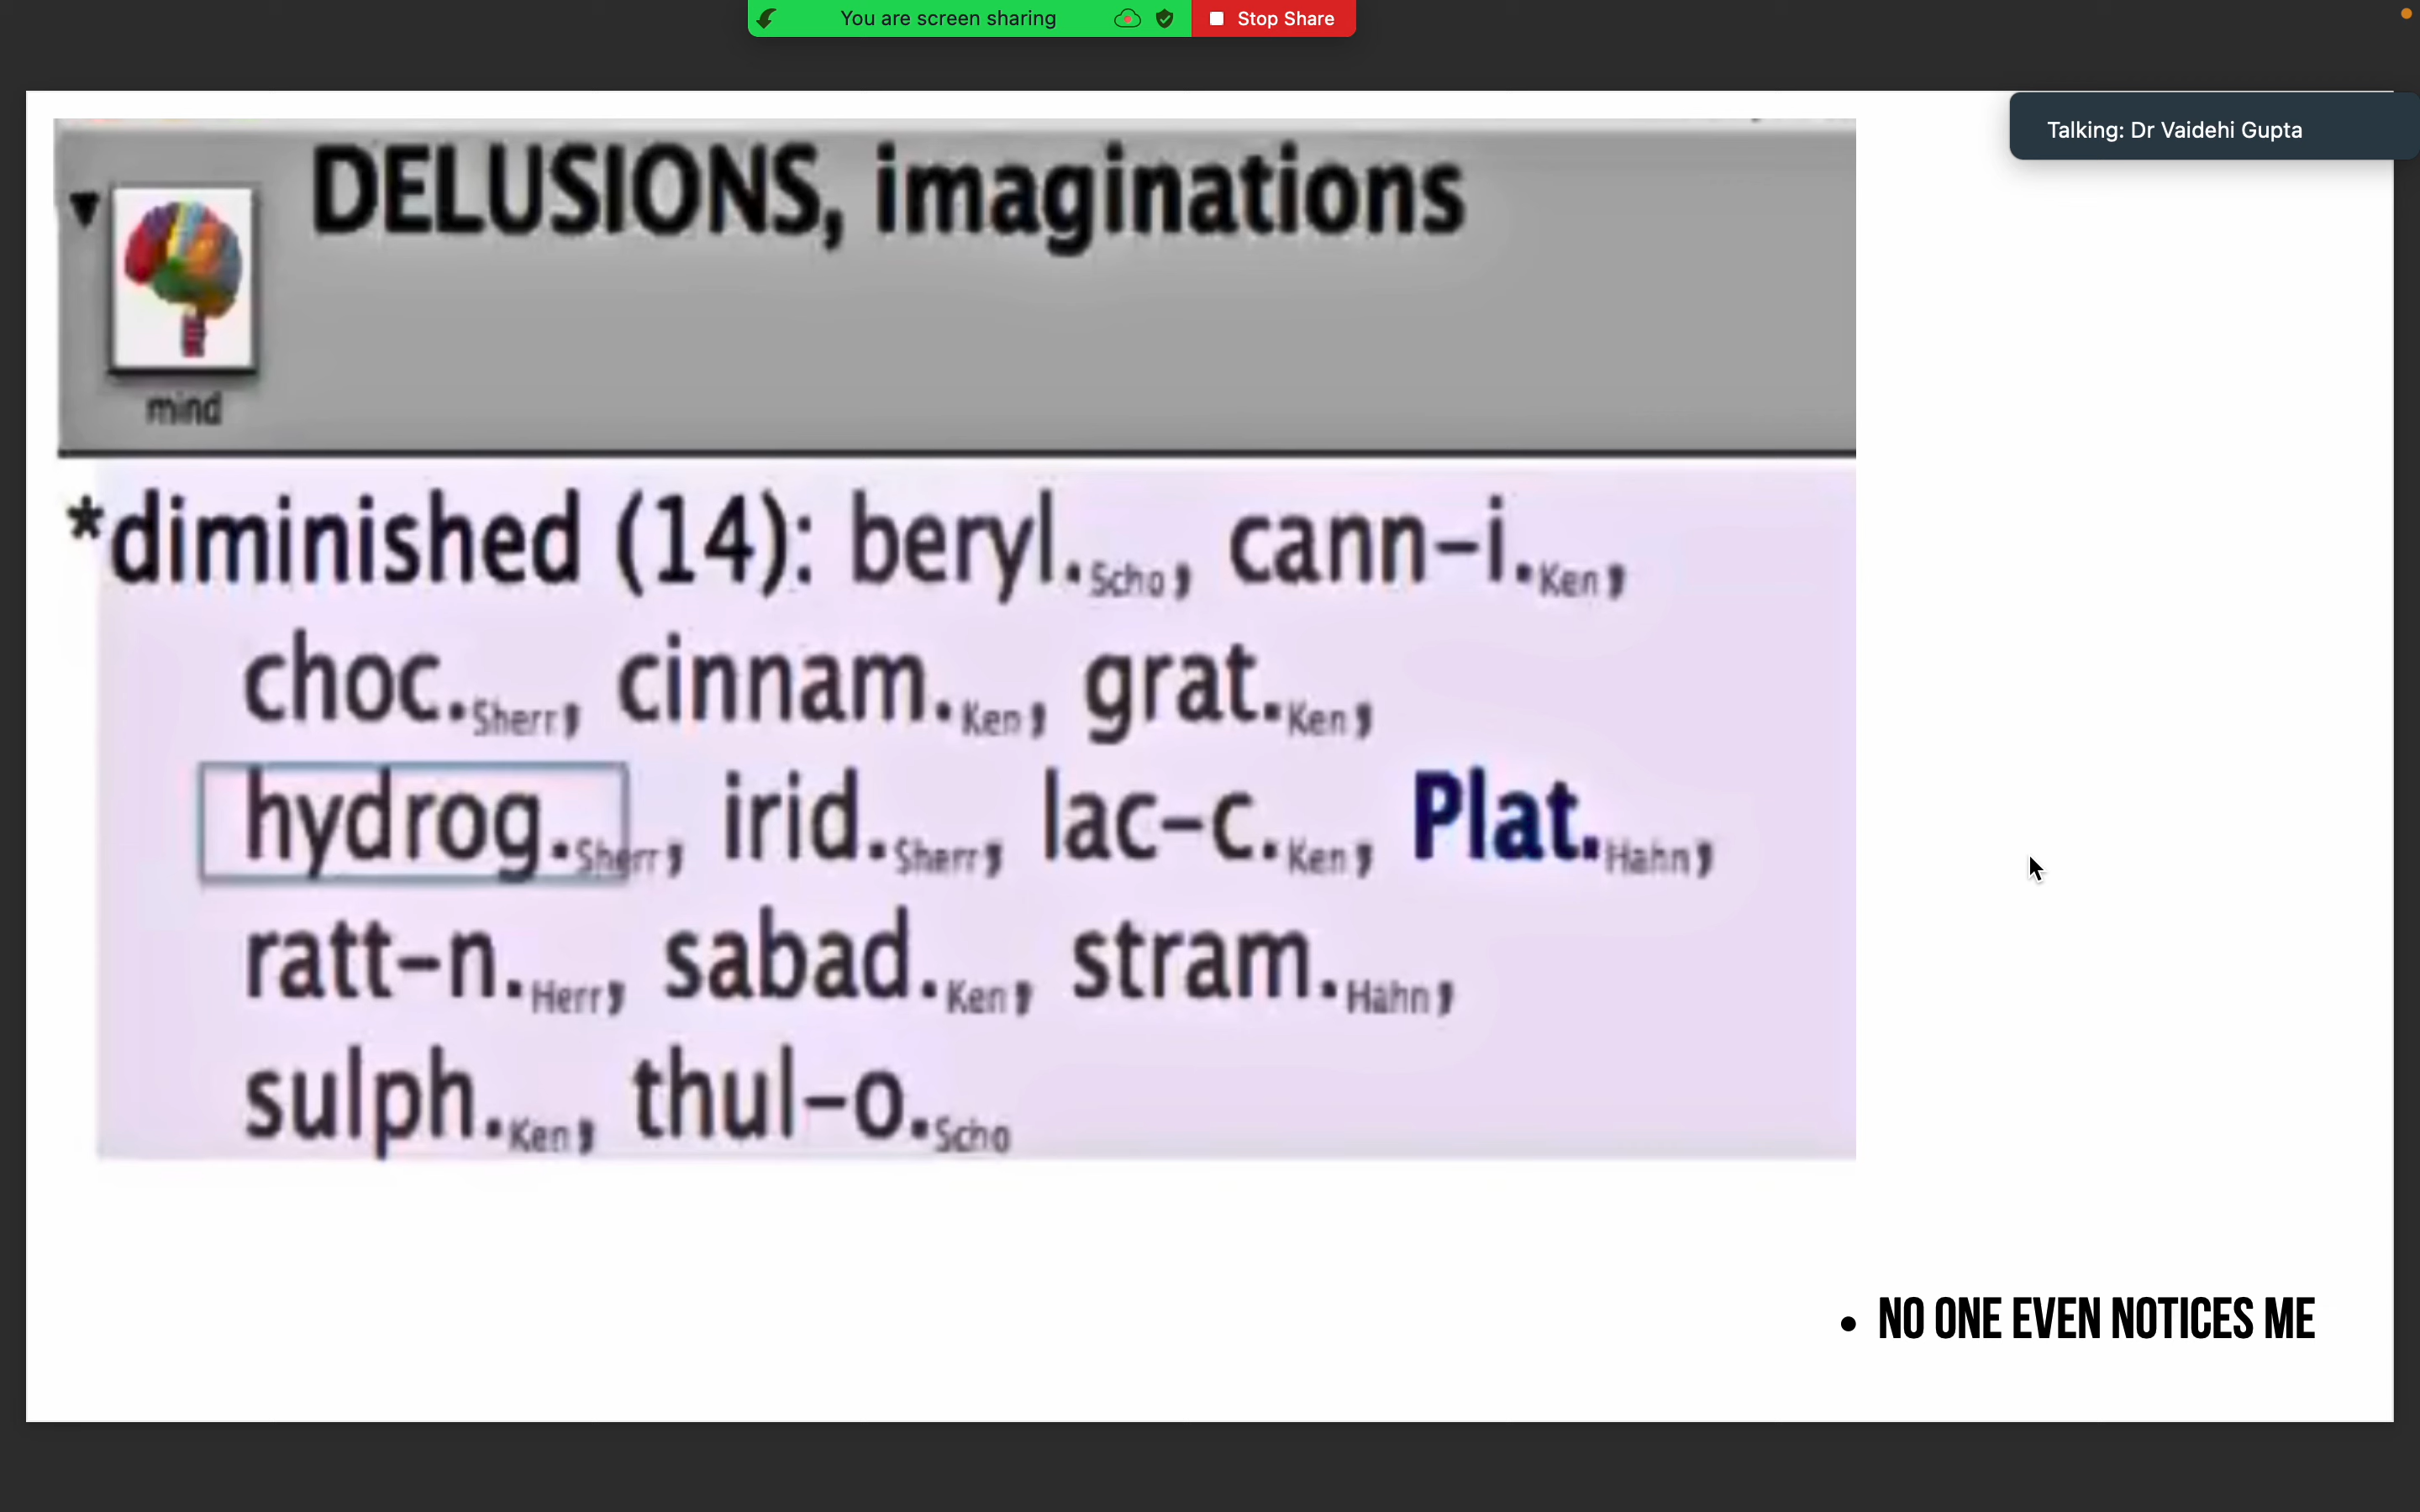 You are screen sharing
Stop Share
Talking: Dr Vaidehi Gupta
DELUSIONS, imaginations
mind
*diminished (14): beryl.Scho, cann-i.Ken,
choc.Sherr, cinnam.Ken, grat.Ken,
hydrog.Sherr, irid.Sherr, lac-c.Ken, Plat.Hahn,
ratt-n.Herr, sabad.Ken, stram.Hahn,
sulph.Ken, thul-o.Scho
• NO ONE EVEN NOTICES ME